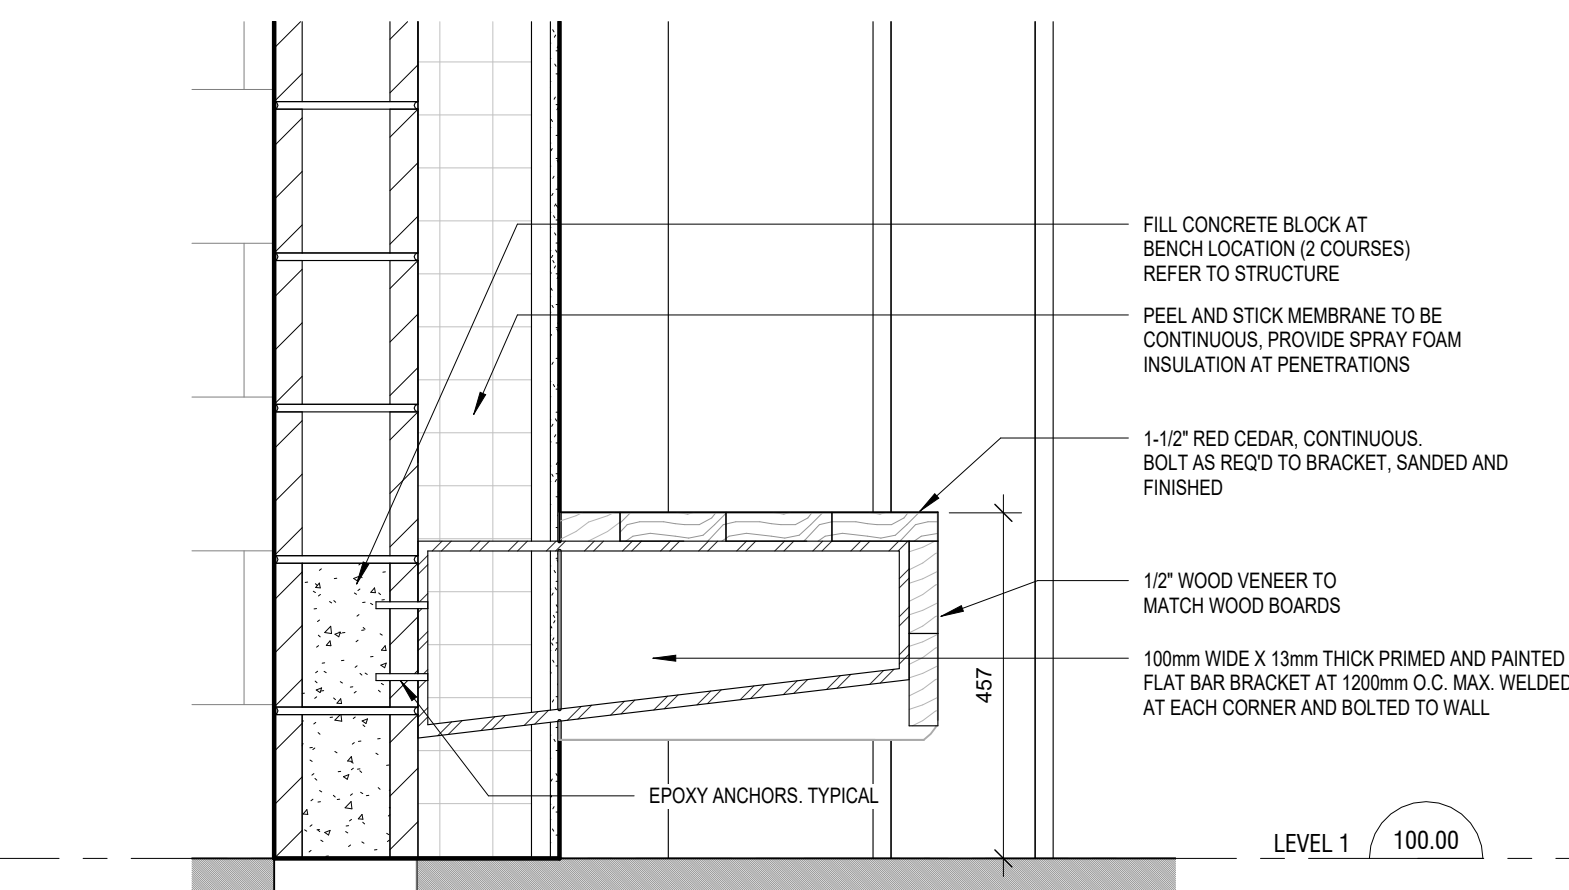 FILL CONCRETE BLOCK AT
BENCH LOCATION (2 COURSES)
REFER TO STRUCTURE
PEEL AND STICK MEMBRANE TO BE
CONTINUOUS, PROVIDE SPRAY FOAM
INSULATION AT PENETRATIONS
1-1/2" RED CEDAR, CONTINUOUS.
BOLT AS REQ'D TO BRACKET, SANDED AND
FINISHED
1/2" WOOD VENEER TO
MATCH WOOD BOARDS
100mm WIDE X 13mm THICK PRIMED AND PAINTED
FLAT BAR BRACKET AT 1200mm O.C. MAX. WELDED
AT EACH CORNER AND BOLTED TO WALL
457
EPOXY ANCHORS. TYPICAL
LEVEL 1 100.00